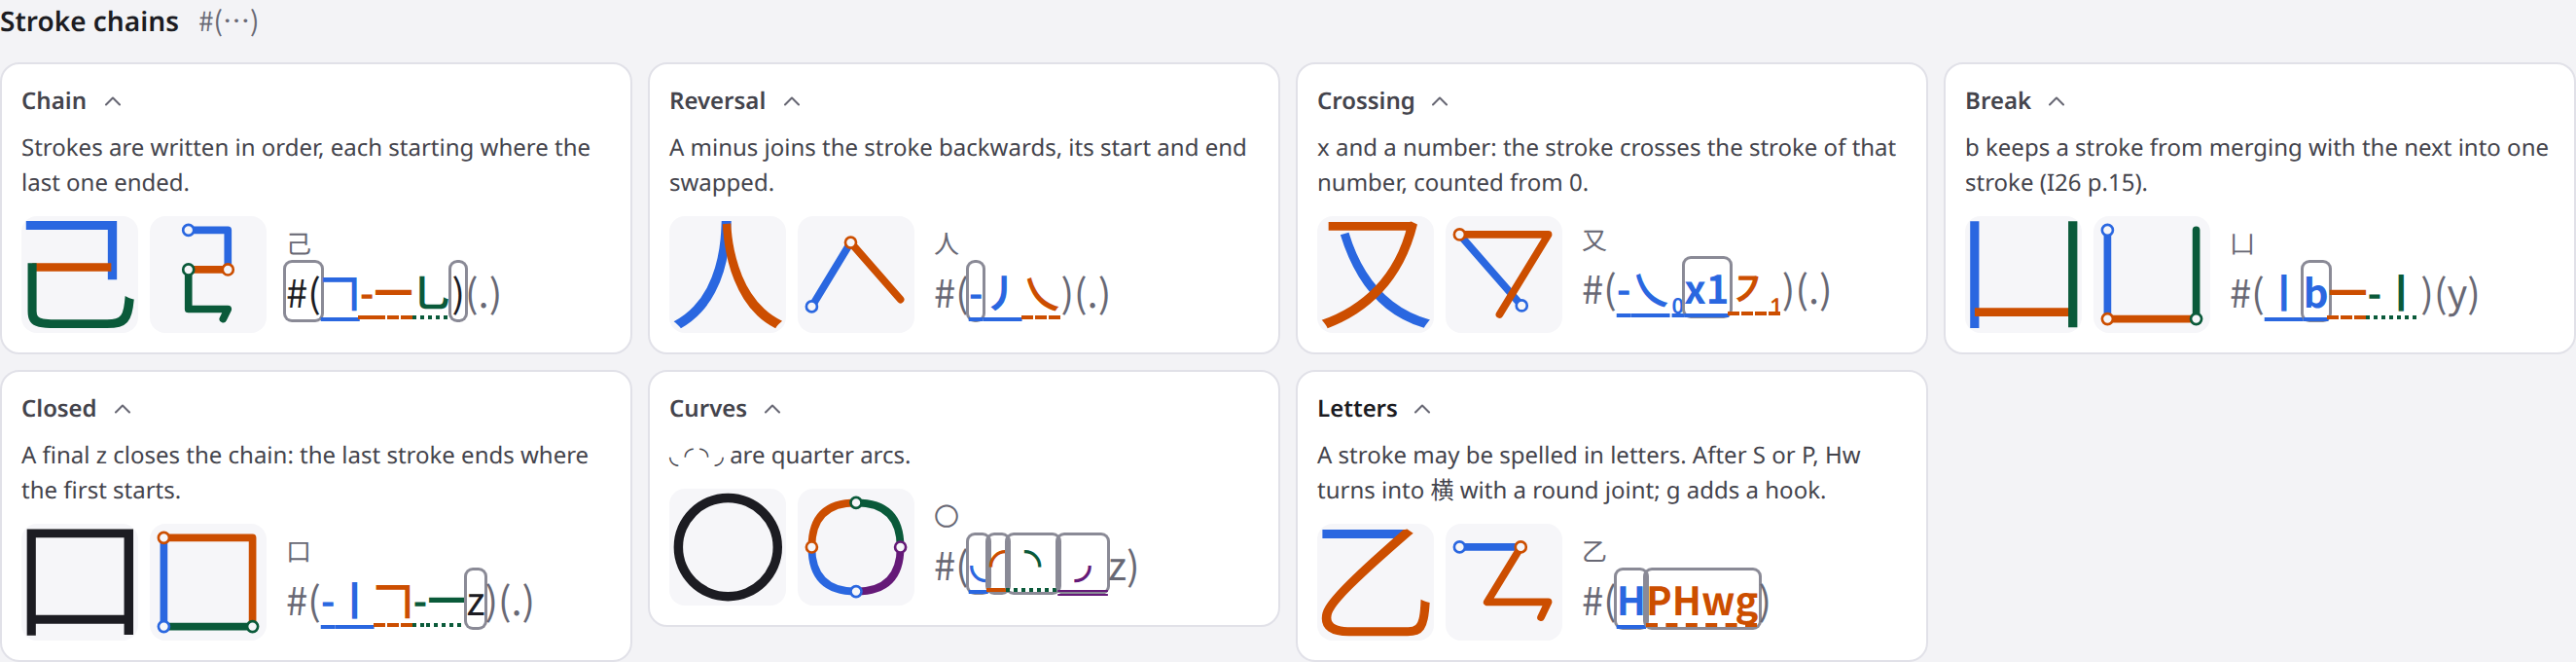 Stroke chains #(⋯)
Chain
Strokes are written in order, each starting where the
last one ended.
己
#(𠃍-一乚)(.)
Reversal
A minus joins the stroke backwards, its start and end
swapped.
人
#(-丿㇏)(.)
Crossing
x and a number: the stroke crosses the stroke of that
number, counted from 0.
又
#(-㇏0x1㇇1)(.)
Break
b keeps a stroke from merging with the next into one
stroke (I26 p.15).
凵
#(丨b一-丨)(y)
Closed
A final z closes the chain: the last stroke ends where
the first starts.
口
#(-丨𠃍-一z)(.)
Curves
◟◜◝◞ are quarter arcs.
〇
#(◟◜◝◞z)
Letters
A stroke may be spelled in letters. After S or P, Hw
turns into 横 with a round joint; g adds a hook.
乙
#(HPHwg)